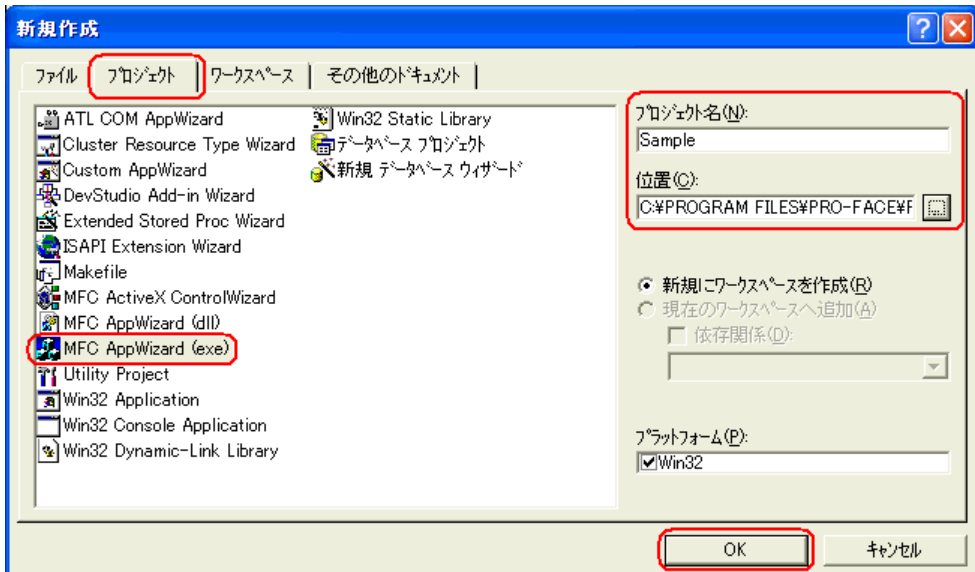 新規作成
ファイル プロジェクト ワークスペース その他のドキュメント
ATL COM AppWizard
Cluster Resource Type Wizard
Custom AppWizard
DevStudio Add-in Wizard
Extended Stored Proc Wizard
ISAPI Extension Wizard
Makefile
MFC ActiveX ControlWizard
MFC AppWizard (dll)
MFC AppWizard (exe)
Utility Project
Win32 Application
Win32 Console Application
Win32 Dynamic-Link Library
Win32 Static Library
データベース プロジェクト
新規 データベース ウィザード
プロジェクト名(N):
Sample
位置(C):
C:¥PROGRAM FILES¥PRO-FACE¥F
...
新規にワークスペースを作成(R)
現在のワークスペースへ追加(A)
依存関係(D):
プラットフォーム(P):
Win32
OK キャンセル